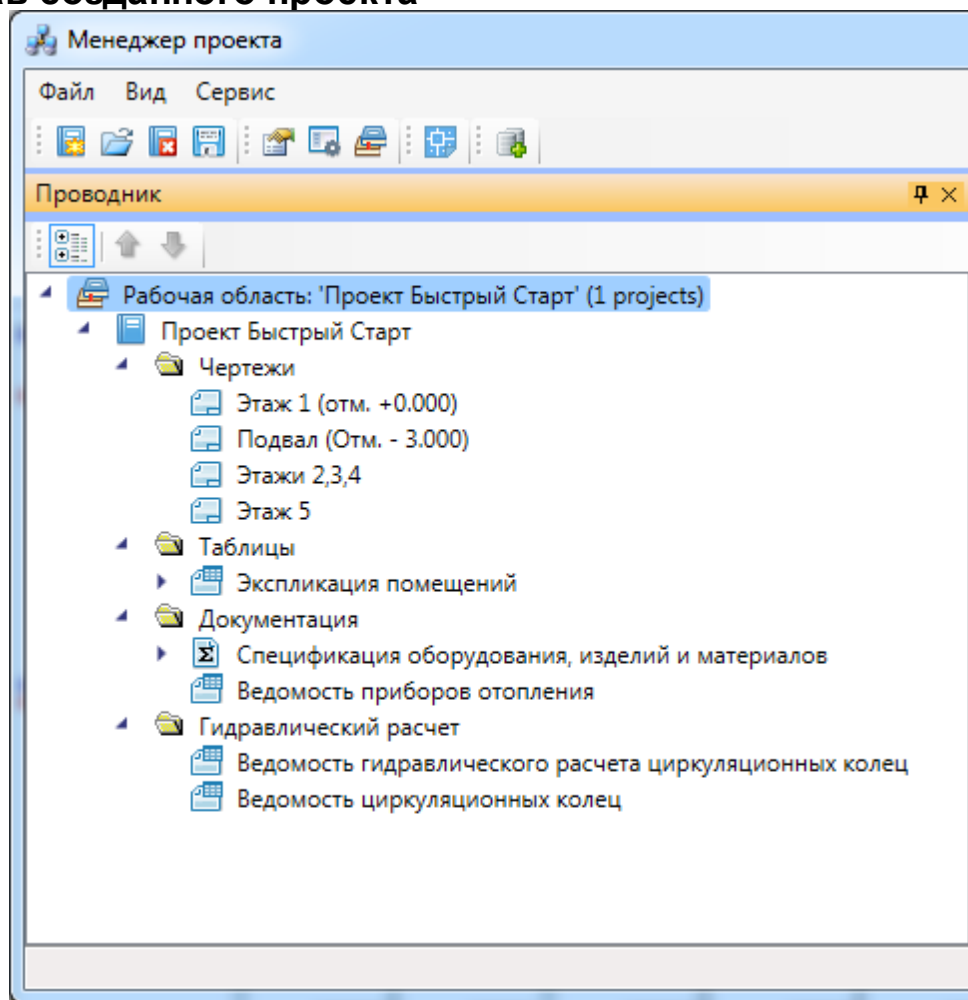 созданного проекта
Менеджер проекта
Файл Вид Сервис
Проводник
Рабочая область: 'Проект Быстрый Старт' (1 projects)
Проект Быстрый Старт
Чертежи
Этаж 1 (отм. +0.000)
Подвал (Отм. - 3.000)
Этажи 2,3,4
Этаж 5
Таблицы
Экспликация помещений
Документация
Спецификация оборудования, изделий и материалов
Ведомость приборов отопления
Гидравлический расчет
Ведомость гидравлического расчета циркуляционных колец
Ведомость циркуляционных колец